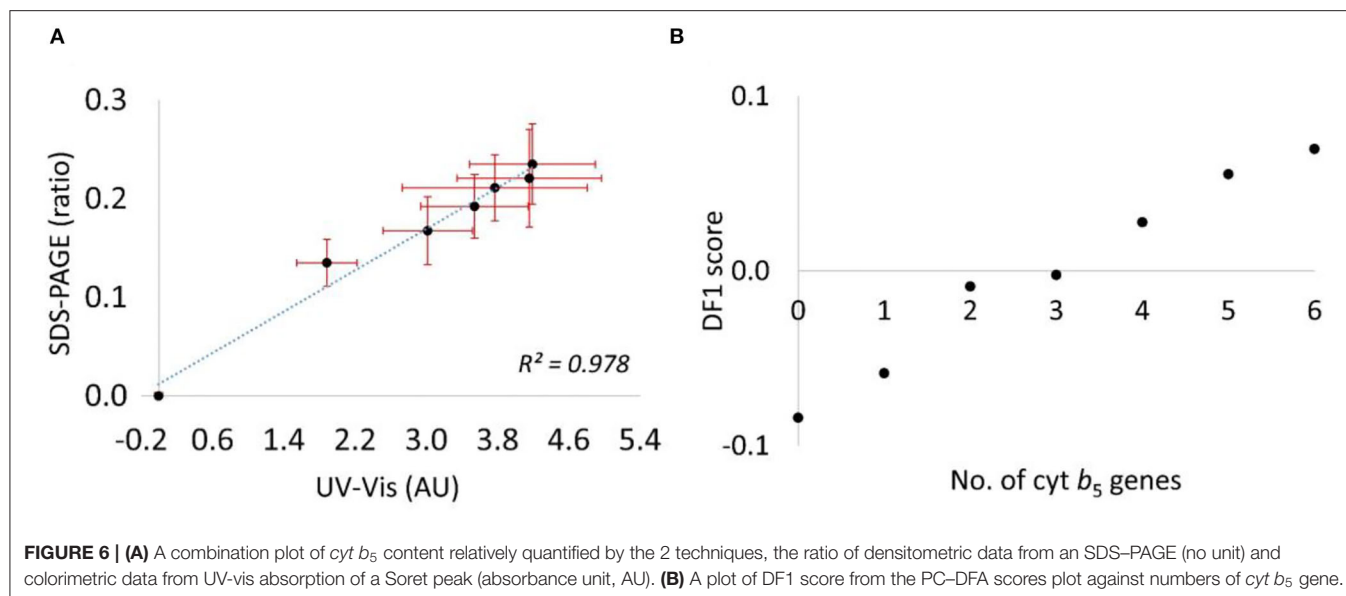 A
B
0.3
0.2
0.1
0.0
SDS-PAGE (ratio)
R² = 0.978
-0.2 0.6 1.4 2.2 3.0 3.8 4.6 5.4
UV-Vis (AU)
0.1
0.0
-0.1
DF1 score
0 1 2 3 4 5 6
No. of cyt b₅ genes
FIGURE 6 | (A) A combination plot of cyt b₅ content relatively quantified by the 2 techniques, the ratio of densitometric data from an SDS–PAGE (no unit) and
colorimetric data from UV-vis absorption of a Soret peak (absorbance unit, AU). (B) A plot of DF1 score from the PC–DFA scores plot against numbers of cyt b₅ gene.